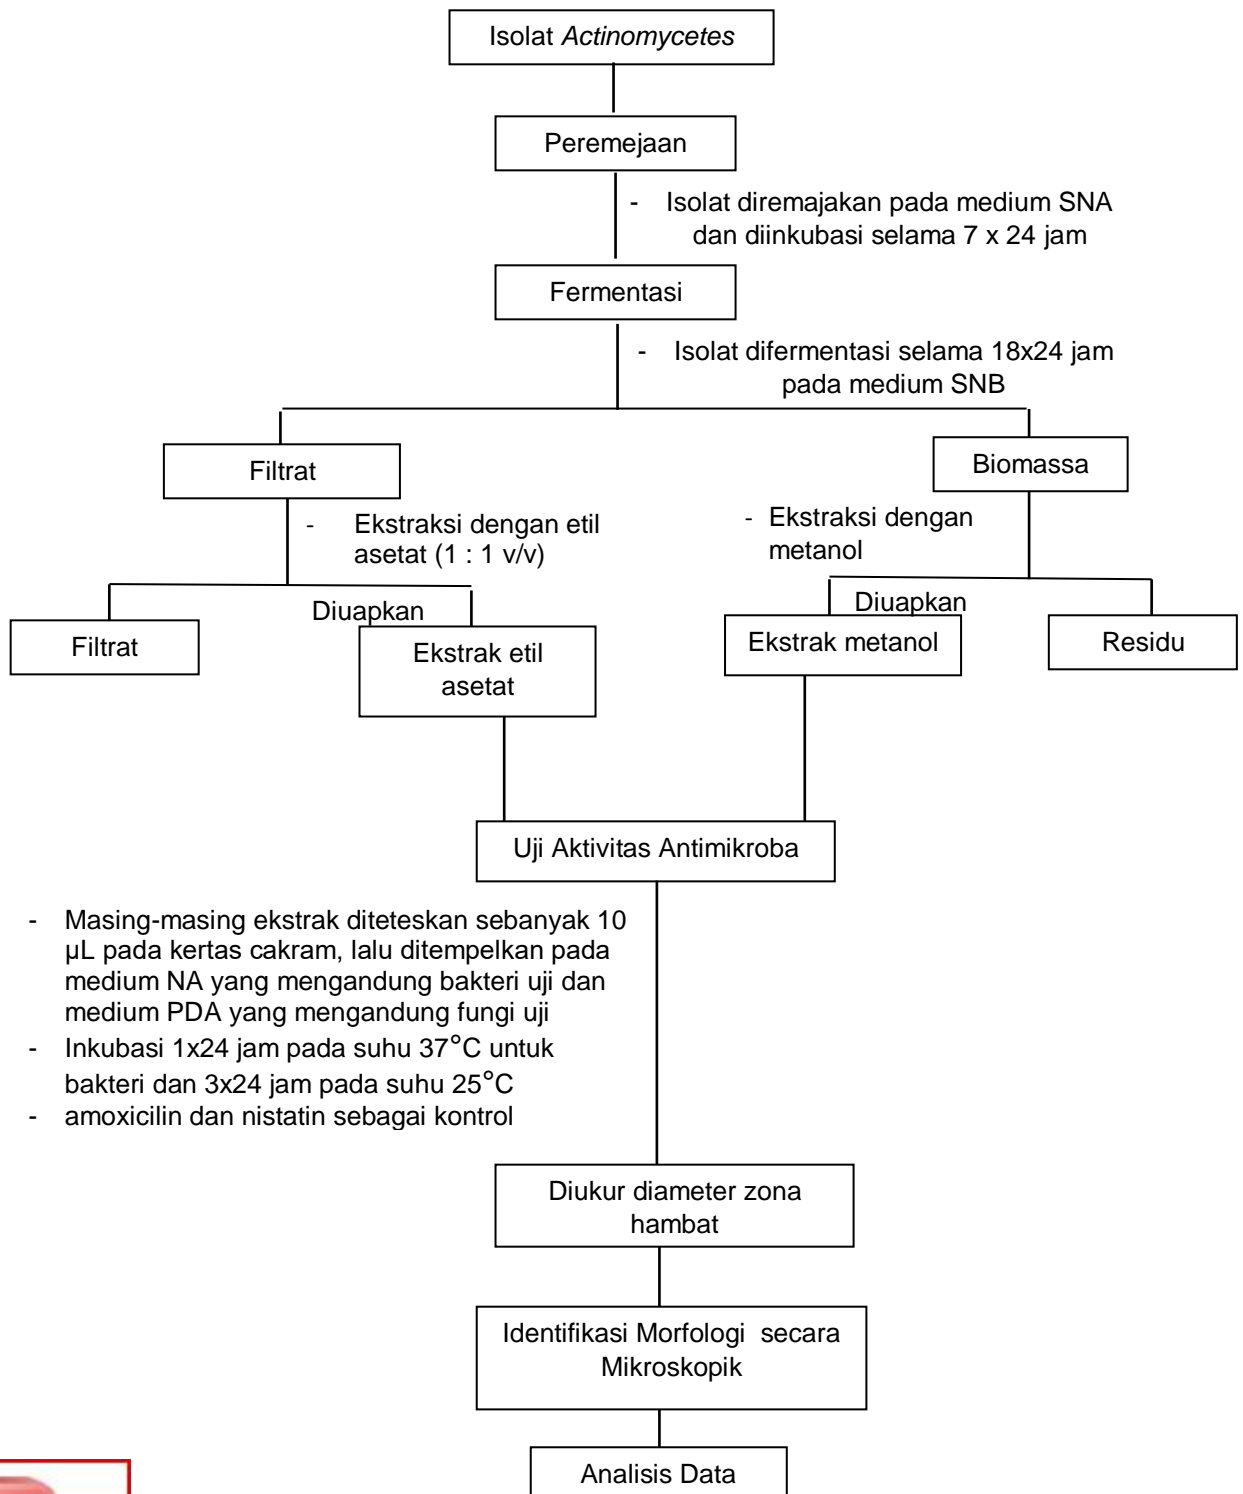 Isolat Actinomycetes
Peremejaan
- Isolat diremajakan pada medium SNA
dan diinkubasi selama 7 x 24 jam
Fermentasi
- Isolat difermentasi selama 18x24 jam
pada medium SNB
Filtrat
Biomassa
- Ekstraksi dengan etil
asetat (1 : 1 v/v)
- Ekstraksi dengan
metanol
Diuapkan
Diuapkan
Filtrat
Ekstrak etil
asetat
Ekstrak metanol
Residu
Uji Aktivitas Antimikroba
- Masing-masing ekstrak diteteskan sebanyak 10
µL pada kertas cakram, lalu ditempelkan pada
medium NA yang mengandung bakteri uji dan
medium PDA yang mengandung fungi uji
- Inkubasi 1x24 jam pada suhu 37°C untuk
bakteri dan 3x24 jam pada suhu 25°C
- amoxicilin dan nistatin sebagai kontrol
Diukur diameter zona
hambat
Identifikasi Morfologi secara
Mikroskopik
Analisis Data